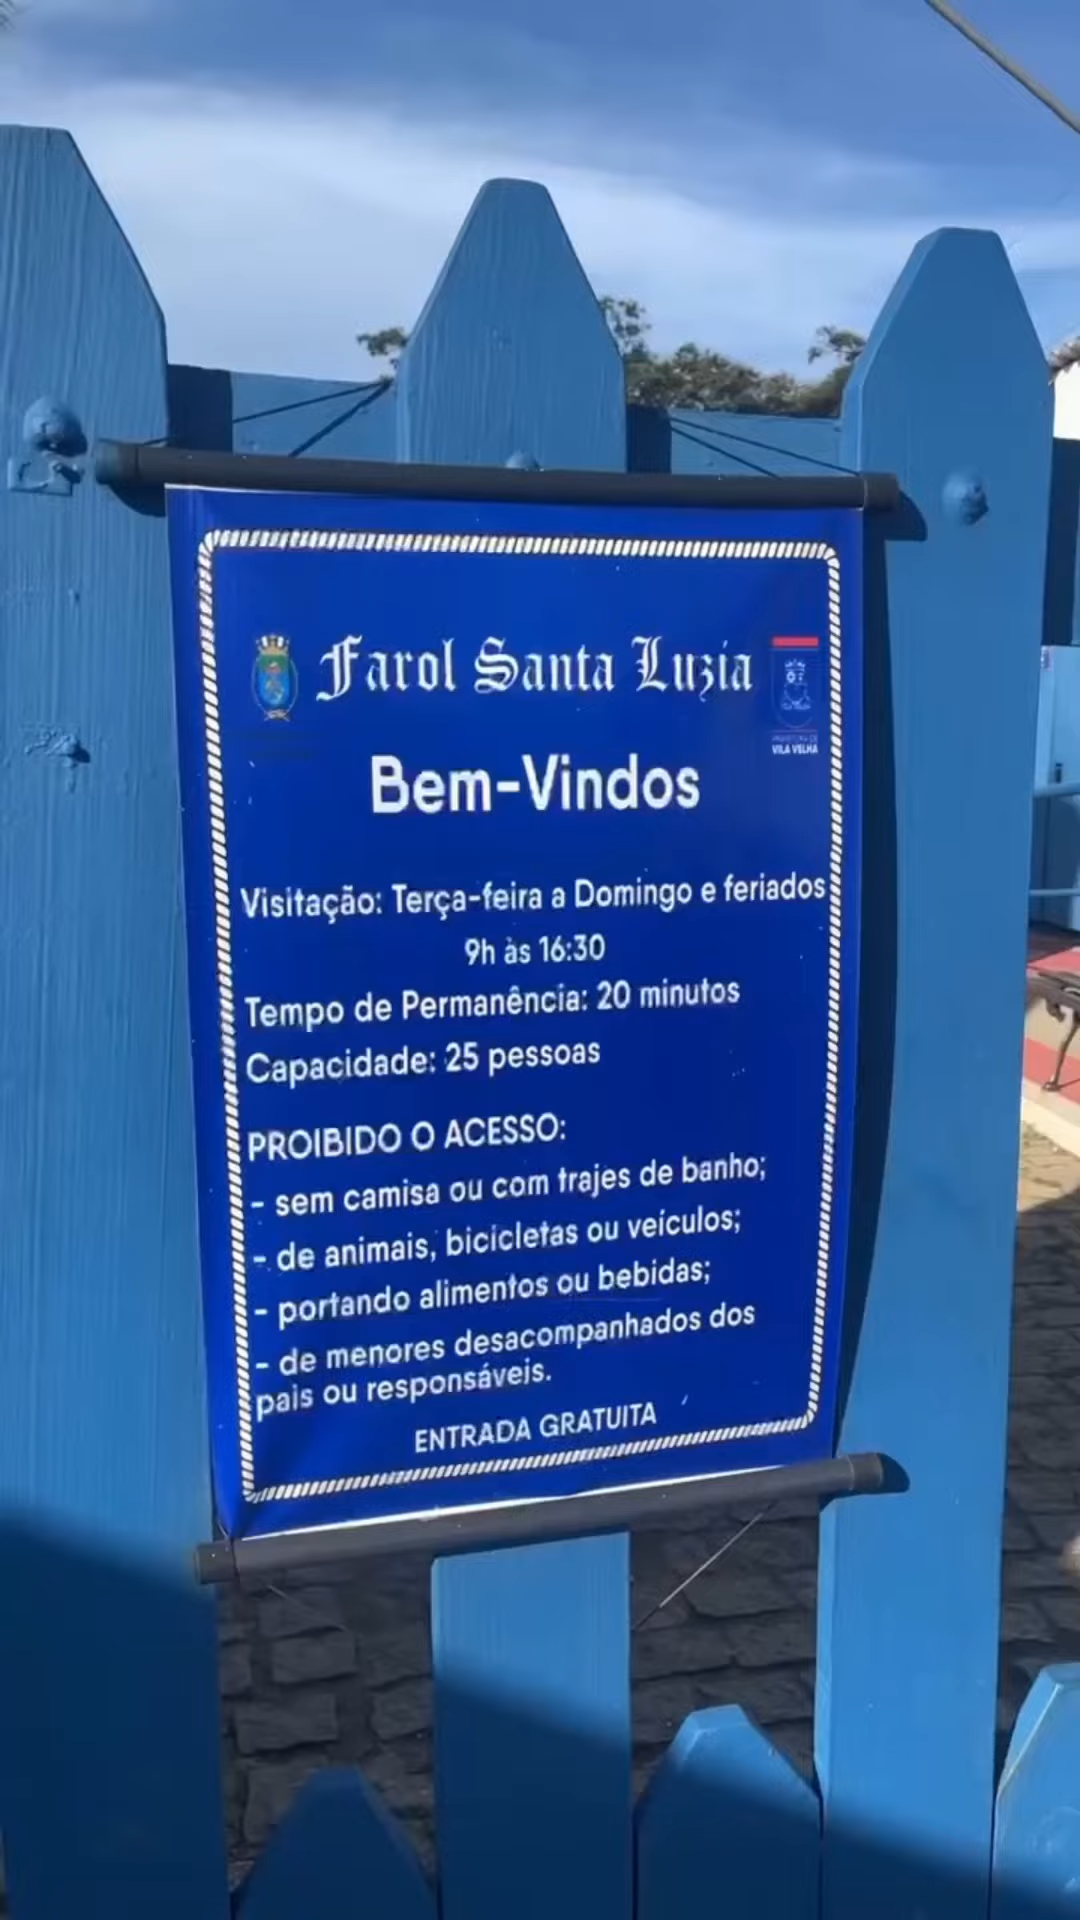 Farol Santa Luzia
PREFEITURA DE
VILA VELHA
Bem-Vindos
Visitação: Terça-feira a Domingo e feriados
9h às 16:30
Tempo de Permanência: 20 minutos
Capacidade: 25 pessoas
PROIBIDO O ACESSO:
- sem camisa ou com trajes de banho;
- de animais, bicicletas ou veículos;
- portando alimentos ou bebidas;
- de menores desacompanhados dos
pais ou responsáveis.
ENTRADA GRATUITA